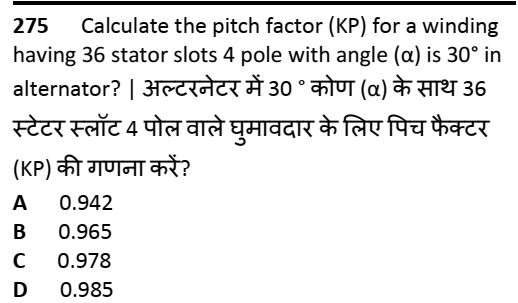 275 Calculate the pitch factor (KP) for a winding
having 36 stator slots 4 pole with angle (α) is 30° in
alternator? | अल्टरनेटर में 30 ° कोण (α) के साथ 36
स्टेटर स्लॉट 4 पोल वाले घुमावदार के लिए पिच फैक्टर
(KP) की गणना करें?
A 0.942
B 0.965
C 0.978
D 0.985